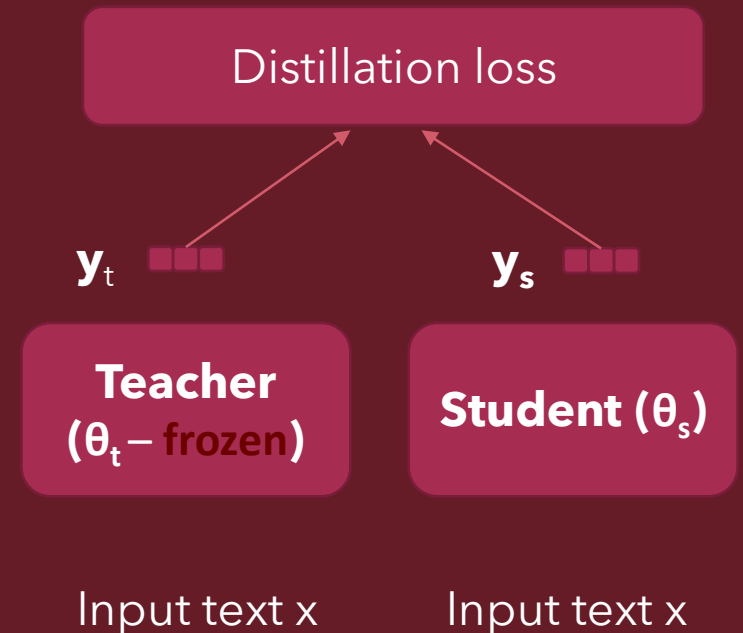 Distillation loss
yₜ
yₛ
Teacher
(θₜ – frozen)
Student (θₛ)
Input text x
Input text x